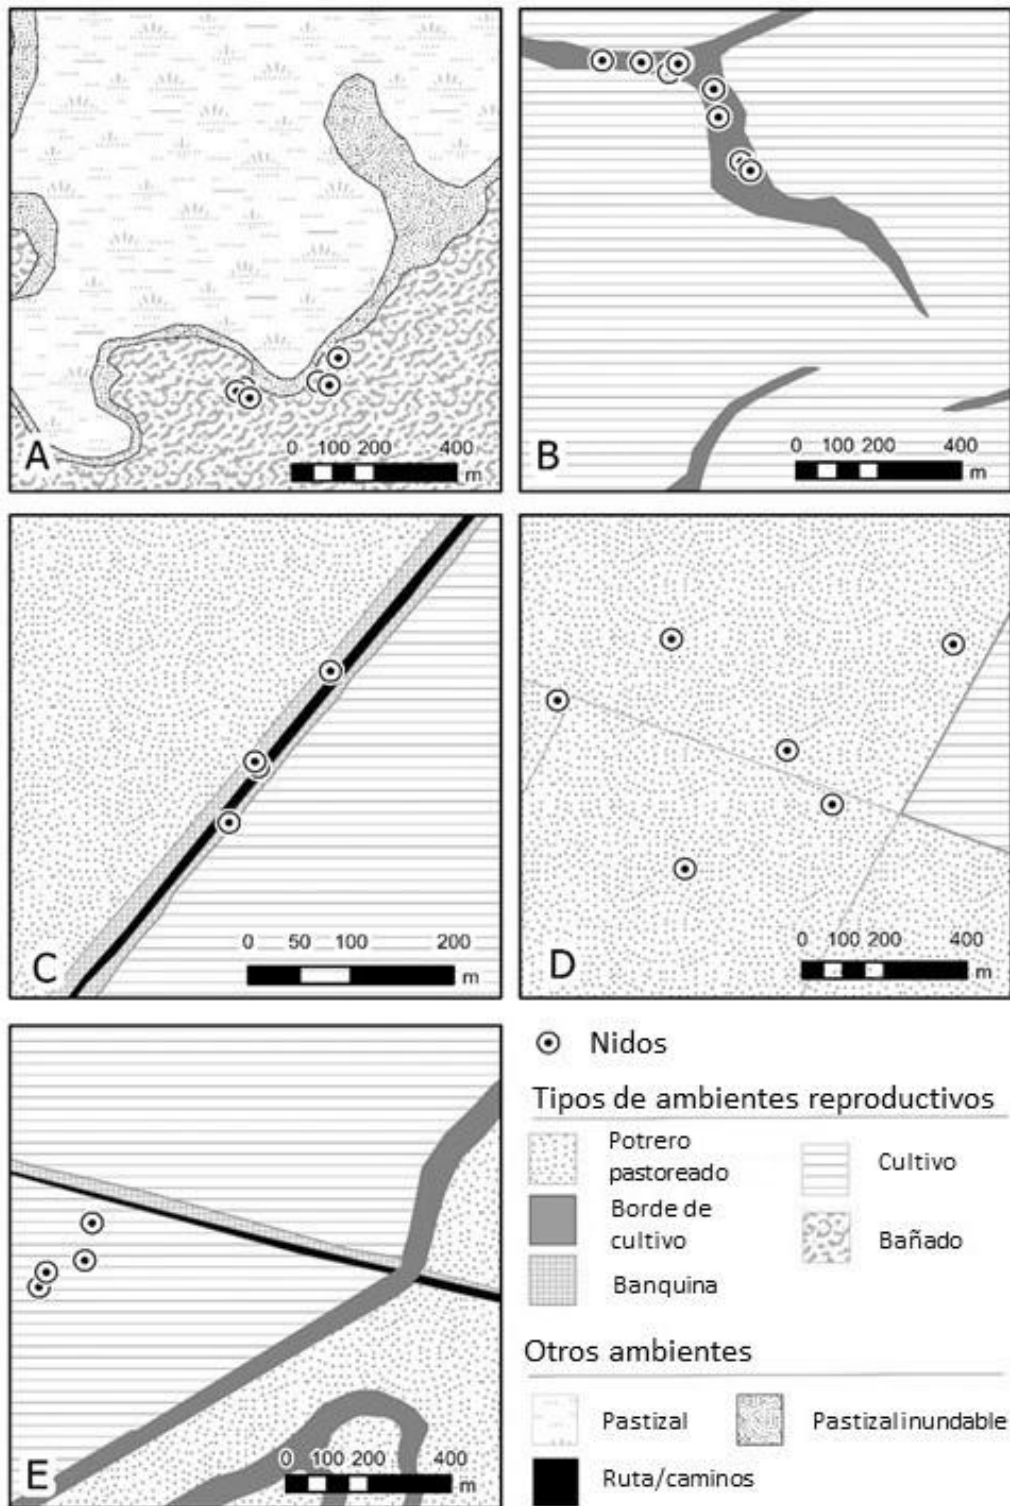 A
0 100 200 400
m
B
0 100 200 400
m
C
0 50 100 200
m
D
0 100 200 400
m
E
0 100 200 400
m
Nidos
Tipos de ambientes reproductivos
Potrero
pastoreado
Cultivo
Borde de
cultivo
Bañado
Banquina
Otros ambientes
Pastizal
Pastizal inundable
Ruta/caminos